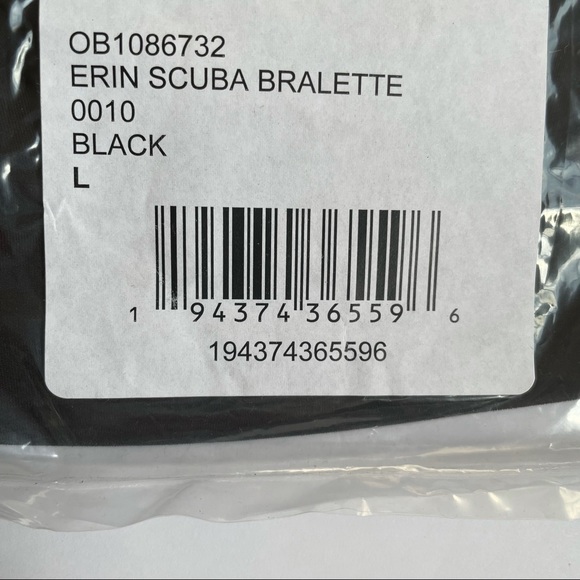 OB1086732
ERIN SCUBA BRALETTE
0010
BLACK
L
1 94374 36559 6
194374365596